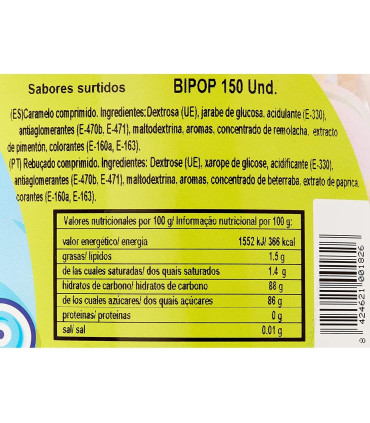 Sabores surtidos BIPOP 150 Und.
(ES)Caramelo comprimido. Ingredientes:Dextrosa (UE), jarabe de glucosa, acidulante (E-330),
antiaglomerantes (E-470b, E-471), maltodextrina, aromas, concentrado de remolacha, extracto
de pimentón, colorantes (E-160a, E-163).
(PT) Rebuçado comprimido. Ingredientes: Dextrose (UE), xarope de glicose, acidificante (E-330),
antiaglomerantes (E-470b, E-471), maltodextrina, aromas, concentrado de beterraba, extrato de paprica,
corantes (E-160a, E-163).
Valores nutricionales por 100 g/ Informação nutricional por 100 g:
valor energético/ energia 1552 kJ/ 366 kcal
grasas/ lipidos 1,5 g
de las cuales saturadas/ dos quais saturados 1.4 g
hidratos de carbono/ hidratos de carbono 88 g
de los cuales azúcares/ dos quais açúcares 86 g
proteínas/ proteínas 0 g
sal/ sal 0.01 g
8 424621 001826